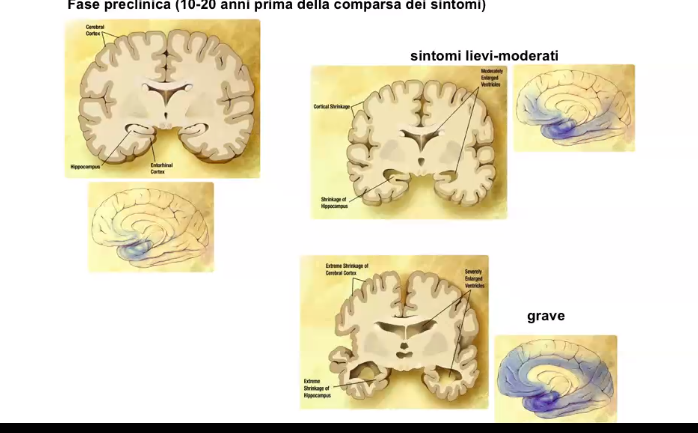 Fase preclinica (10-20 anni prima della comparsa dei sintomi)
Cerebral
Cortex
Hippocampus
Entorhinal
Cortex
sintomi lievi-moderati
Moderately
Enlarged
Ventricles
Cortical Shrinkage
Shrinkage of
Hippocampus
Extreme Shrinkage of
Cerebral Cortex
Severely
Enlarged
Ventricles
Extreme
Shrinkage of
Hippocampus
grave